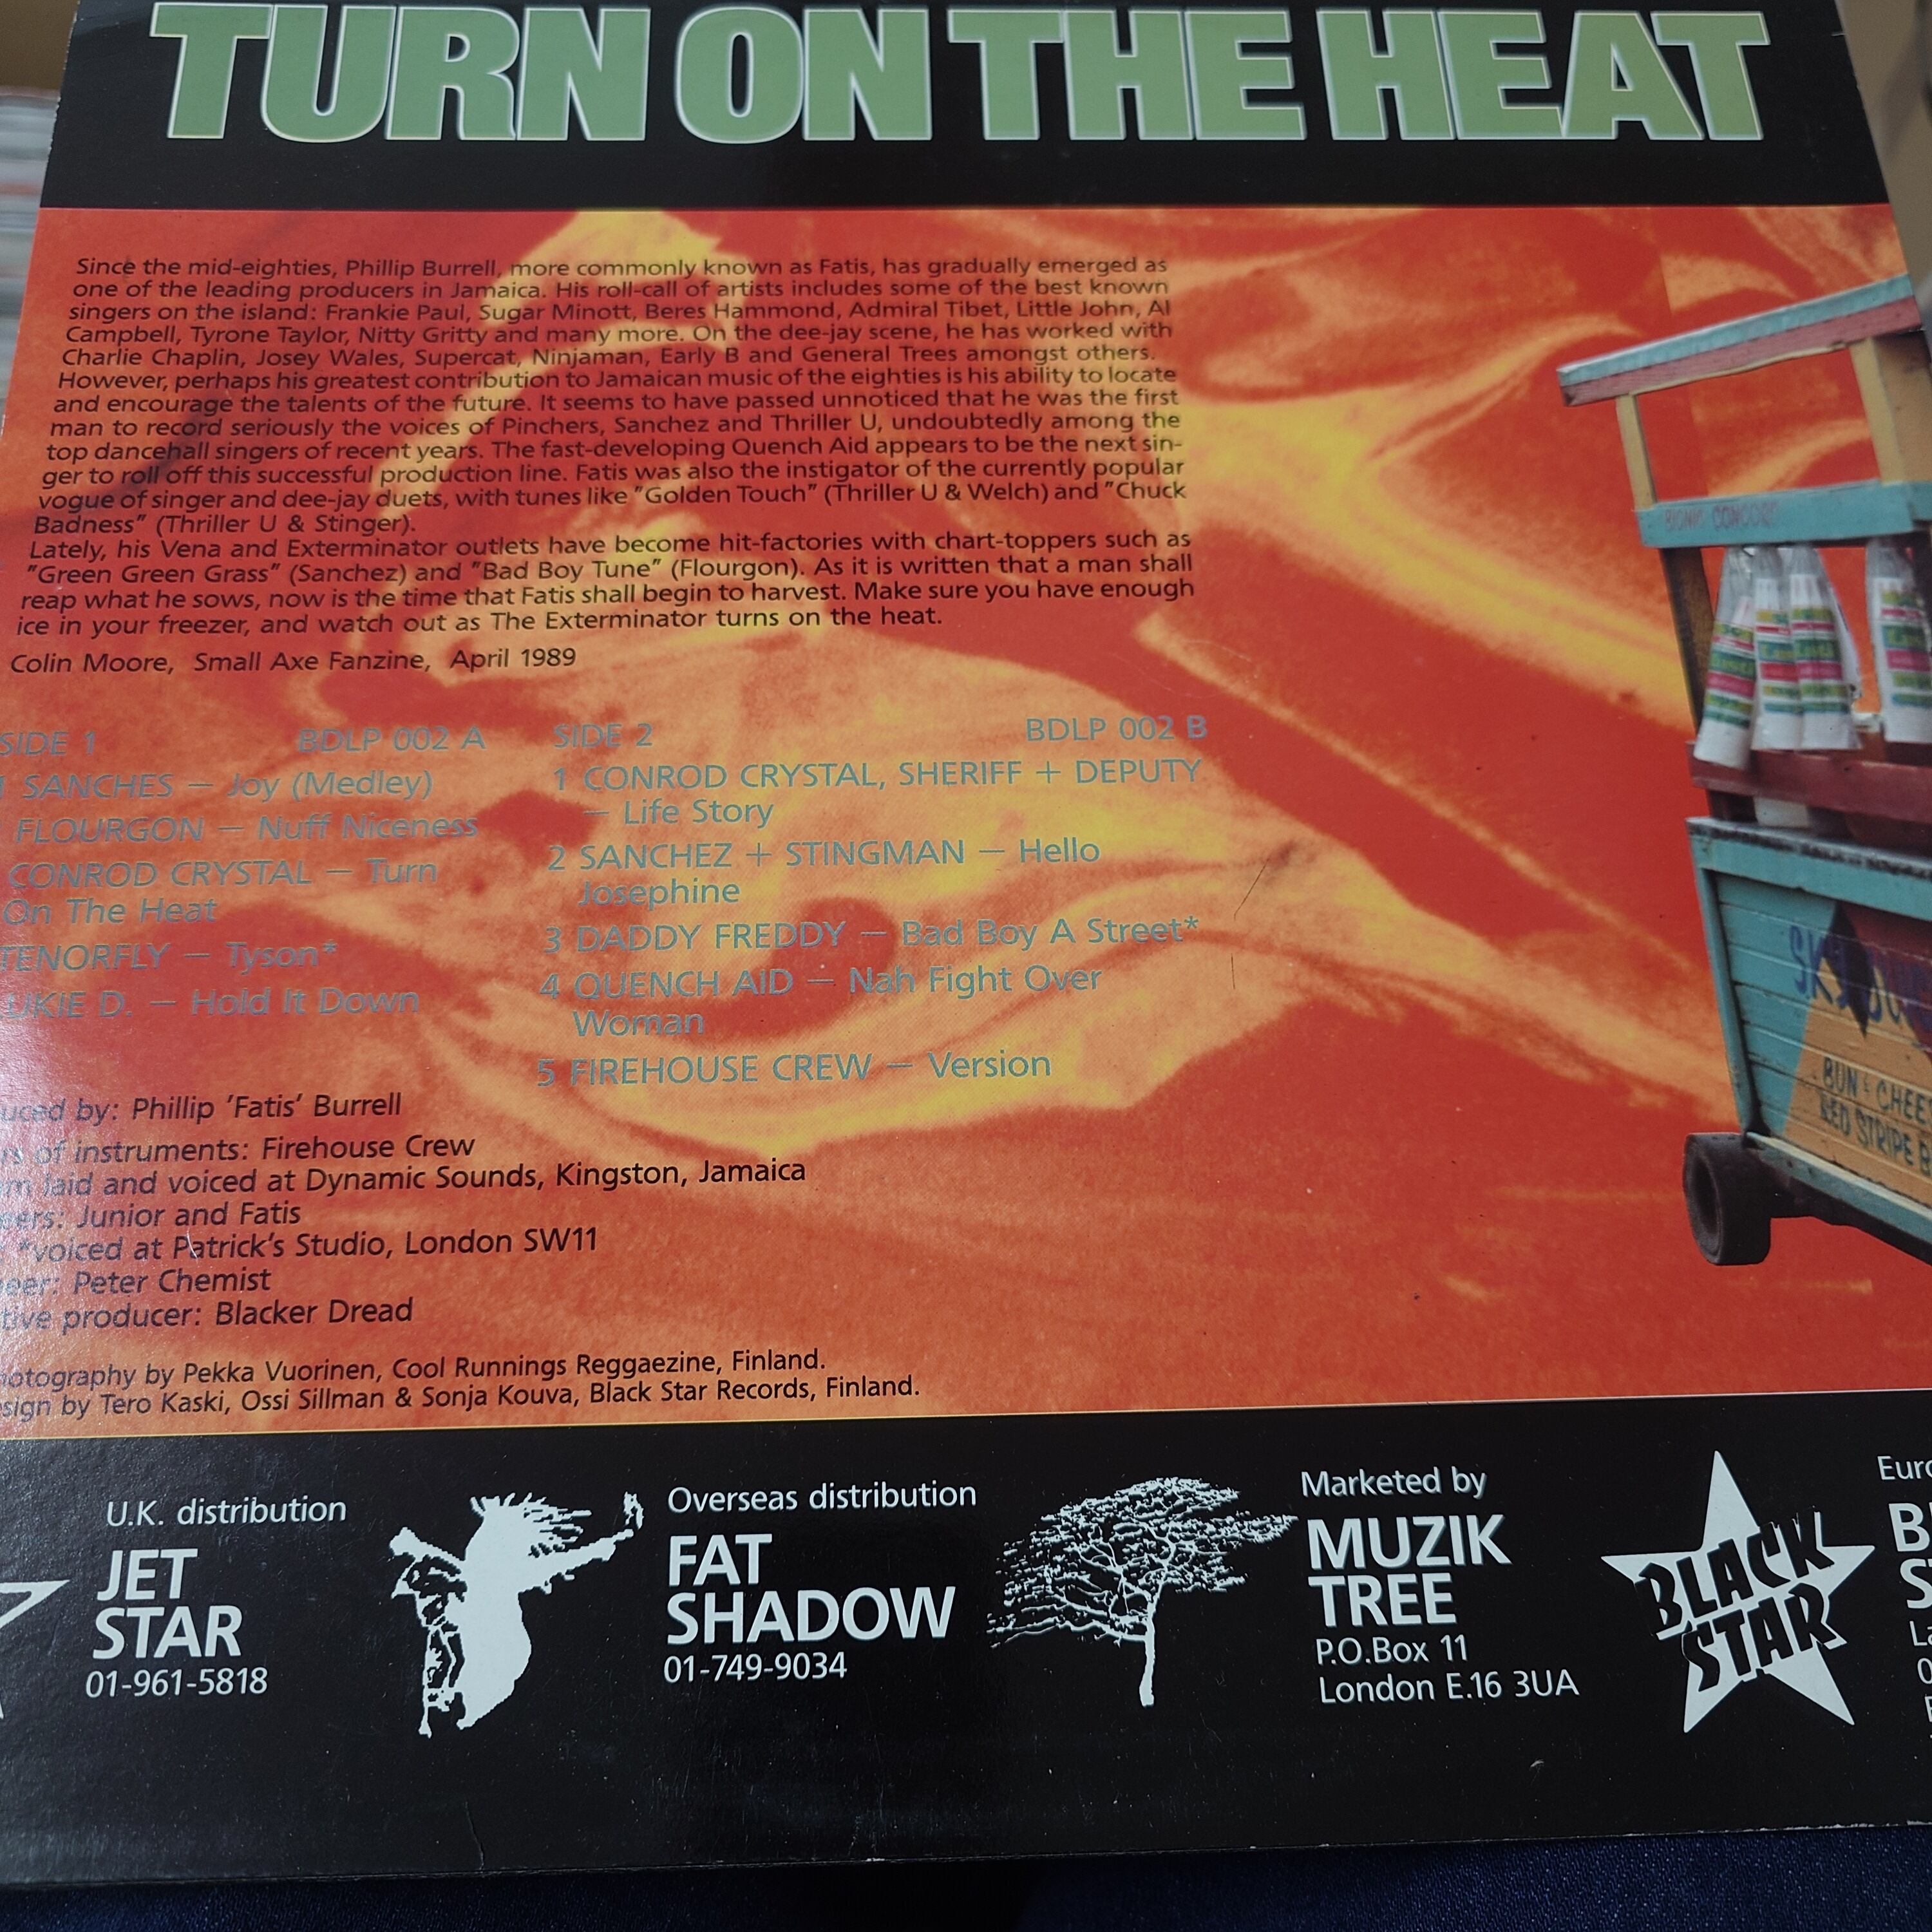 TURN ON THE HEAT
Since the mid-eighties, Phillip Burrell, more commonly known as Fatis, has gradually emerged as
one of the leading producers in Jamaica. His roll-call of artists includes some of the best known
singers on the island: Frankie Paul, Sugar Minott, Beres Hammond, Admiral Tibet, Little John, Al
Campbell, Tyrone Taylor, Nitty Gritty and many more. On the dee-jay scene, he has worked with
Charlie Chaplin, Josey Wales, Supercat, Ninjaman, Early B and General Trees amongst others.
However, perhaps his greatest contribution to Jamaican music of the eighties is his ability to locate
and encourage the talents of the future. It seems to have passed unnoticed that he was the first
man to record seriously the voices of Pinchers, Sanchez and Thriller U, undoubtedly among the
top dancehall singers of recent years. The fast-developing Quench Aid appears to be the next sin-
ger to roll off this successful production line. Fatis was also the instigator of the currently popular
vogue of singer and dee-jay duets, with tunes like "Golden Touch" (Thriller U & Welch) and "Chuck
Badness" (Thriller U & Stinger).
Lately, his Vena and Exterminator outlets have become hit-factories with chart-toppers such as
"Green Green Grass" (Sanchez) and "Bad Boy Tune" (Flourgon). As it is written that a man shall
reap what he sows, now is the time that Fatis shall begin to harvest. Make sure you have enough
ice in your freezer, and watch out as The Exterminator turns on the heat.
Colin Moore, Small Axe Fanzine, April 1989
SIDE 1 BDLP 002 A
1 SANCHES — Joy (Medley)
FLOURGON — Nuff Niceness
CONROD CRYSTAL — Turn
On The Heat
TENORFLY — Tyson*
UKIE D. — Hold It Down
SIDE 2 BDLP 002 B
1 CONROD CRYSTAL, SHERIFF + DEPUTY
— Life Story
2 SANCHEZ + STINGMAN — Hello
Josephine
3 DADDY FREDDY — Bad Boy A Street*
4 QUENCH AID — Nah Fight Over
Woman
5 FIREHOUSE CREW — Version
uced by: Phillip 'Fatis' Burrell
rs of instruments: Firehouse Crew
m laid and voiced at Dynamic Sounds, Kingston, Jamaica
eers: Junior and Fatis
*voiced at Patrick's Studio, London SW11
eer: Peter Chemist
tive producer: Blacker Dread
otography by Pekka Vuorinen, Cool Runnings Reggaezine, Finland.
sign by Tero Kaski, Ossi Sillman & Sonja Kouva, Black Star Records, Finland.
BIONIC CONCORD
BUN & CHEE
RED STRIPE B
U.K. distribution
JET
STAR
01-961-5818
Overseas distribution
FAT
SHADOW
01-749-9034
Marketed by
MUZIK
TREE
P.O.Box 11
London E.16 3UA
BLACK
STAR
Euro